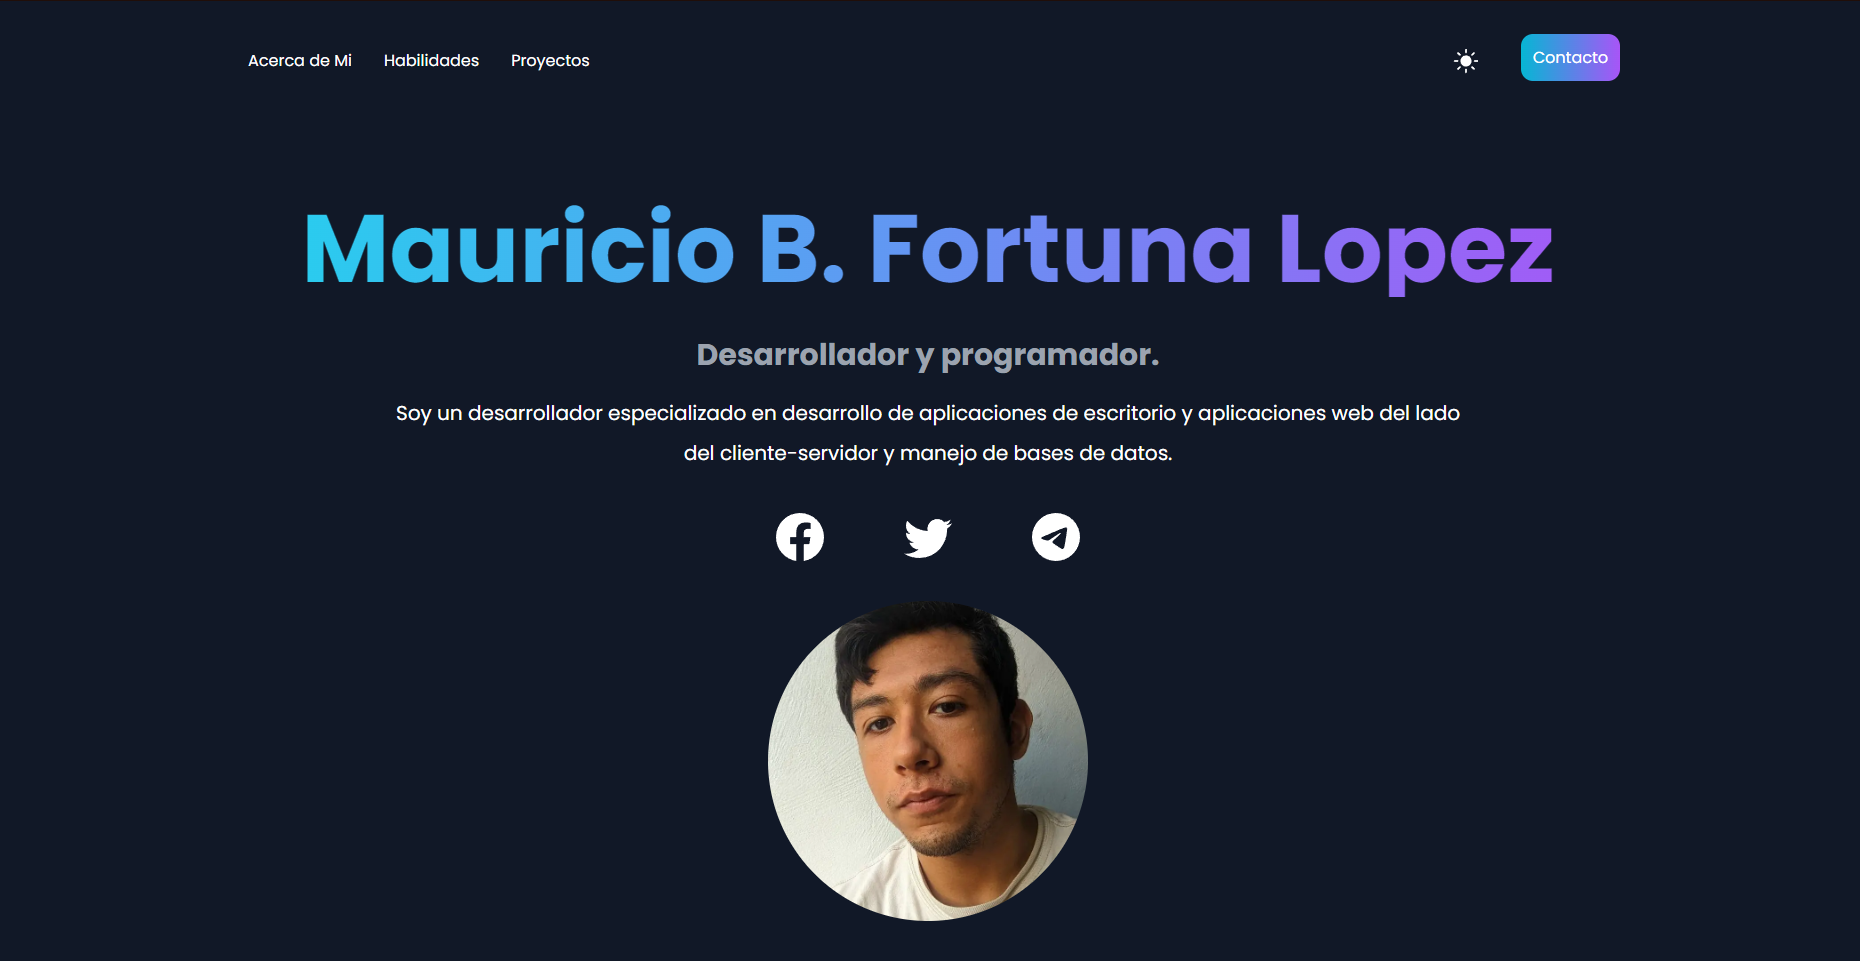 Acerca de Mi
Habilidades
Proyectos
Contacto
Mauricio B. Fortuna Lopez
Desarrollador y programador.
Soy un desarrollador especializado en desarrollo de aplicaciones de escritorio y aplicaciones web del lado
del cliente-servidor y manejo de bases de datos.